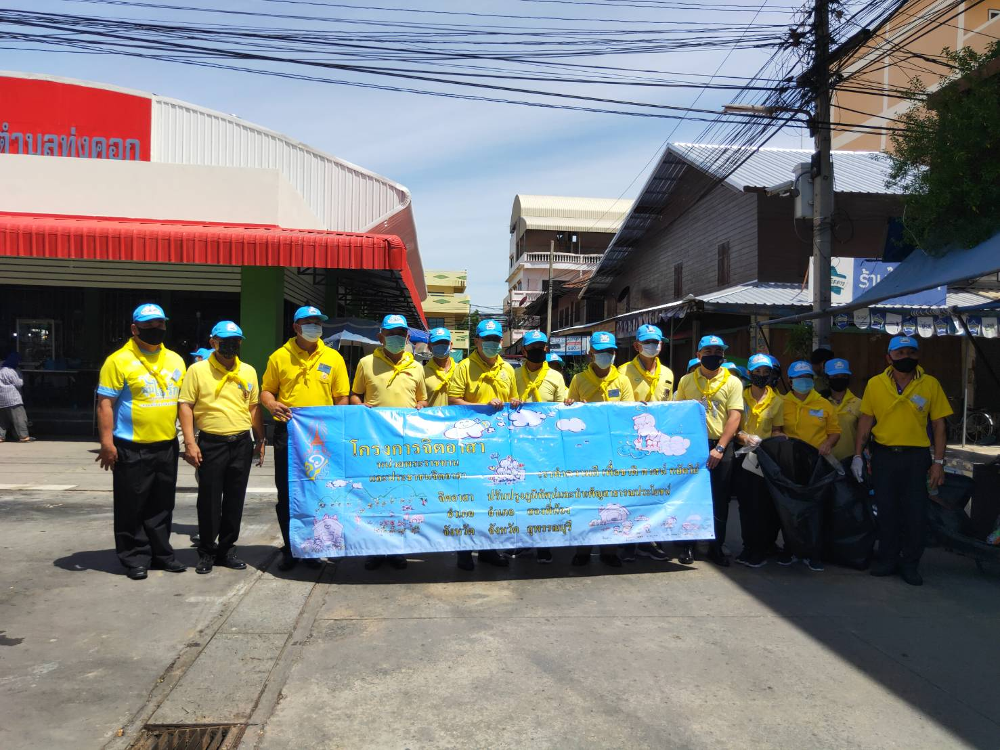 ตำบลทุ่งคอก
โครงการจิตอาสา
หน่วยพระราชทาน
และประชาชนจิตอาสา
เราทำความดี เพื่อชาติ ศาสน์ กษัตริย์
จิตอาสา ปรับปรุงภูมิทัศน์และบำเพ็ญสาธารณประโยชน์
อำเภอ อำเภอ สองพี่น้อง
จังหวัด จังหวัด สุพรรณบุรี